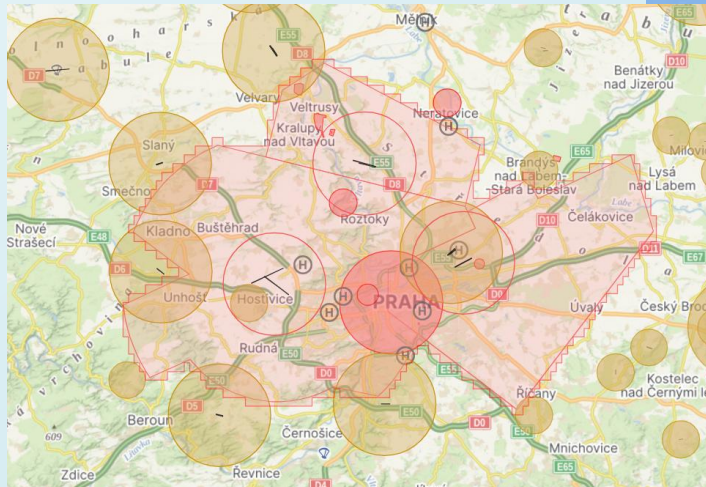 Mělník
E65
E55
D8
D10
D7
Benátky
nad Jizerou
Velvary
Veltrusy
Neratovice
H
Kralupy
nad Vltavou
Slaný
E65
E55
Brandýs
nad Labem-
-Stará Boleslav
Milovi
Smečno
D7
D8
Lysá
nad Labem
Roztoky
D10
Čelákovice
Nové
Strašecí
E48
Kladno
Buštěhrad
D11
E67
H
H
H
D6
Unhošť
Hostivice
H
PRAHA
D0
H
H
Úvaly
Český Brod
Rudná
E50
H
D0
E55
E50
Kostelec
nad Černými le
Říčany
D5
E50
Beroun
D0
E50
Černošice
609
Mnichovice
E65
Zdice
Řevnice
D4